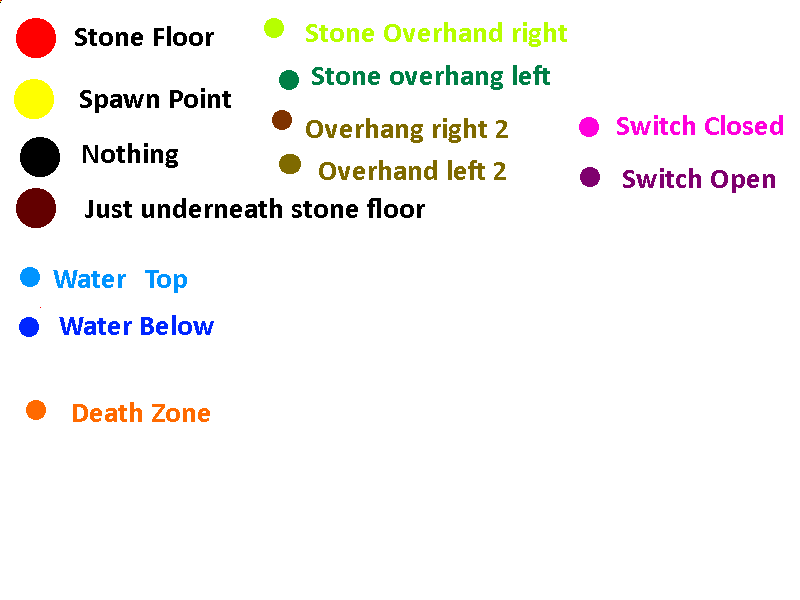 Stone Floor
Spawn Point
Nothing
Just underneath stone floor
Water Top
Water Below
Death Zone
Stone Overhand right
Stone overhang left
Overhang right 2
Overhand left 2
Switch Closed
Switch Open